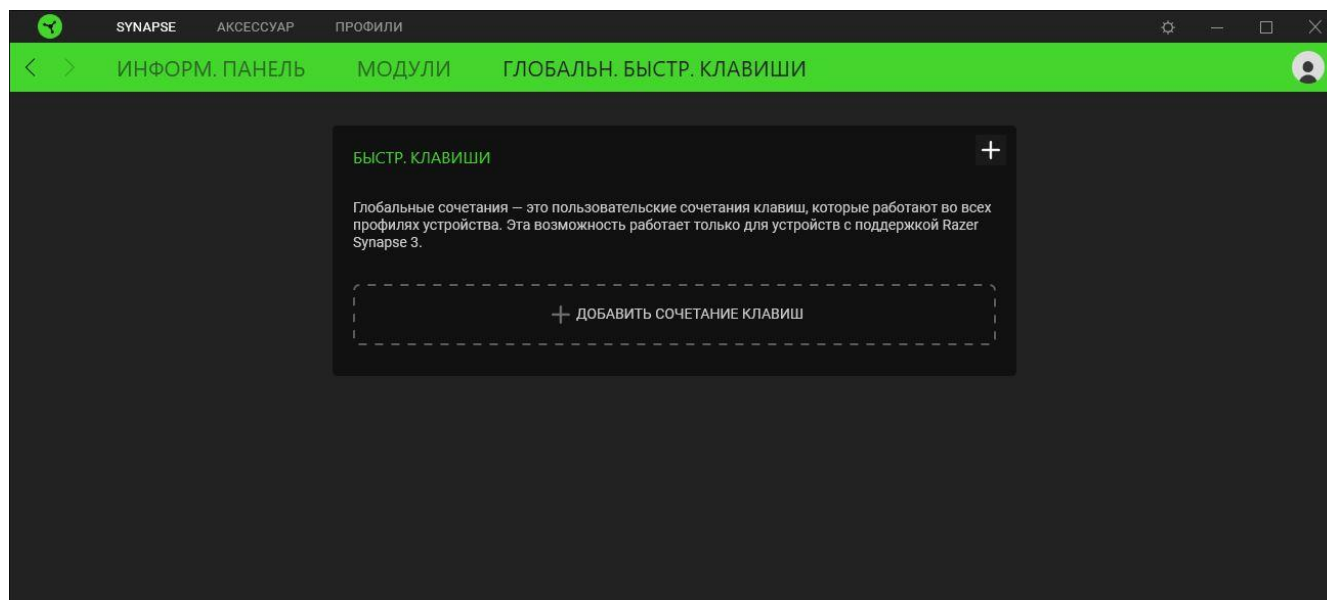 SYNAPSE АКСЕССУАР ПРОФИЛИ
ИНФОРМ. ПАНЕЛЬ МОДУЛИ ГЛОБАЛЬН. БЫСТР. КЛАВИШИ
БЫСТР. КЛАВИШИ
Глобальные сочетания — это пользовательские сочетания клавиш, которые работают во всех
профилях устройства. Эта возможность работает только для устройств с поддержкой Razer
Synapse 3.
ДОБАВИТЬ СОЧЕТАНИЕ КЛАВИШ